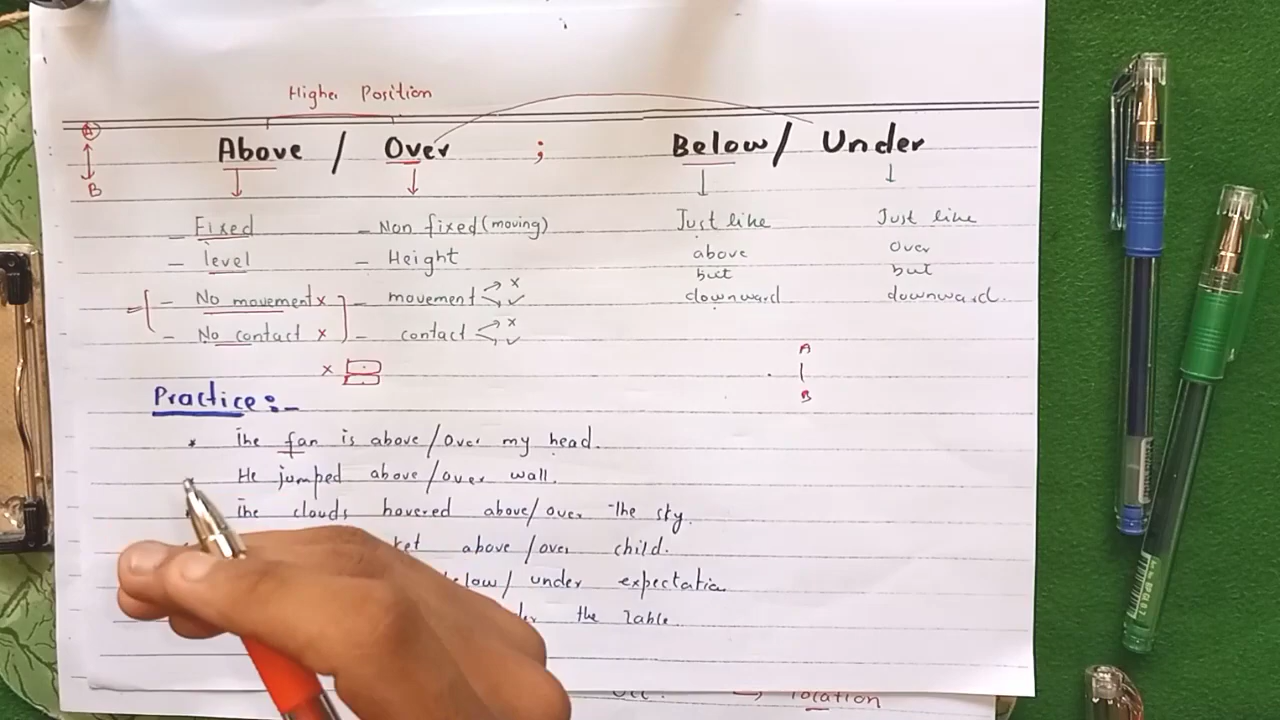 Higher Position
A
B
Above / Over ; Below / Under
- Fixed - Non fixed (moving) Just like Just like
- level - Height above over
but but
- No movement x - movement x ✓ downward downward.
- No contact x - contact x ✓
x
A
B
Practice :-
* The fan is above/over my head.
He jumped above/over wall.
The clouds hovered above/over the sky.
above/over child.
below/under expectation
the Table.
location